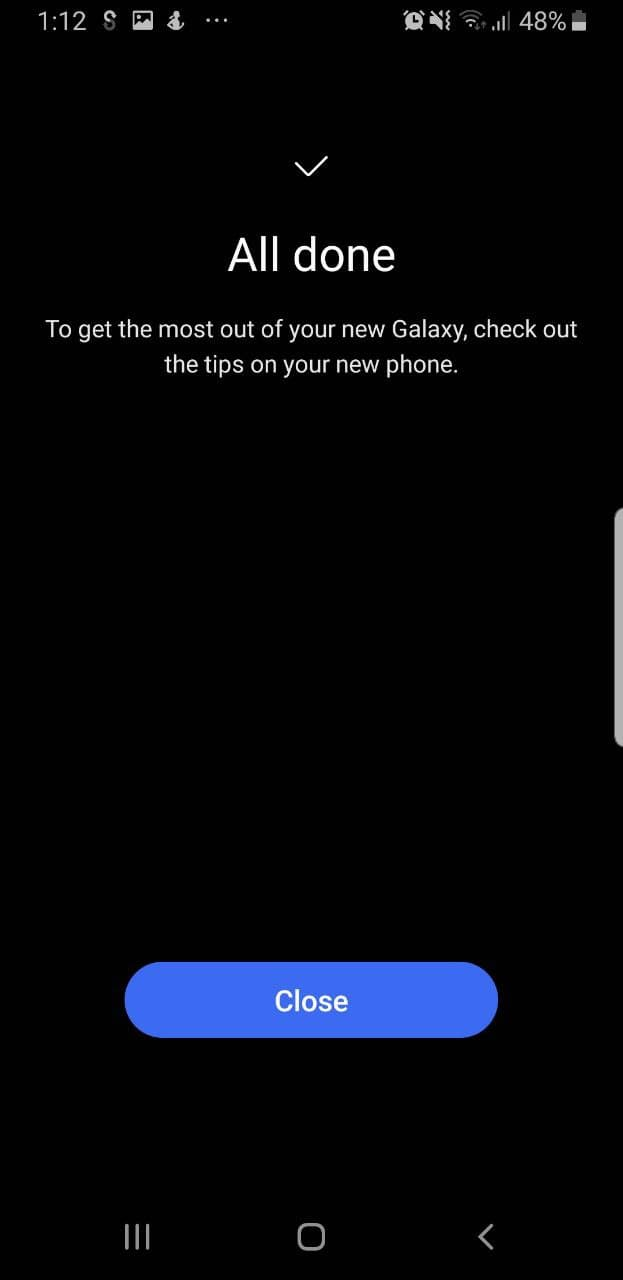 1:12 48%
All done
To get the most out of your new Galaxy, check out
the tips on your new phone.
Close